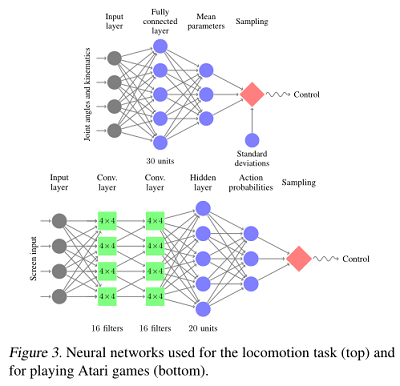 Input layer
Fully connected layer
Mean parameters
Sampling
Joint angles and kinematics
Control
30 units
Standard deviations
Input layer
Conv. layer
Conv. layer
Hidden layer
Action probabilities
Sampling
Screen input
4×4
4×4
4×4
4×4
4×4
4×4
4×4
4×4
Control
16 filters
16 filters
20 units
Figure 3. Neural networks used for the locomotion task (top) and
for playing Atari games (bottom).